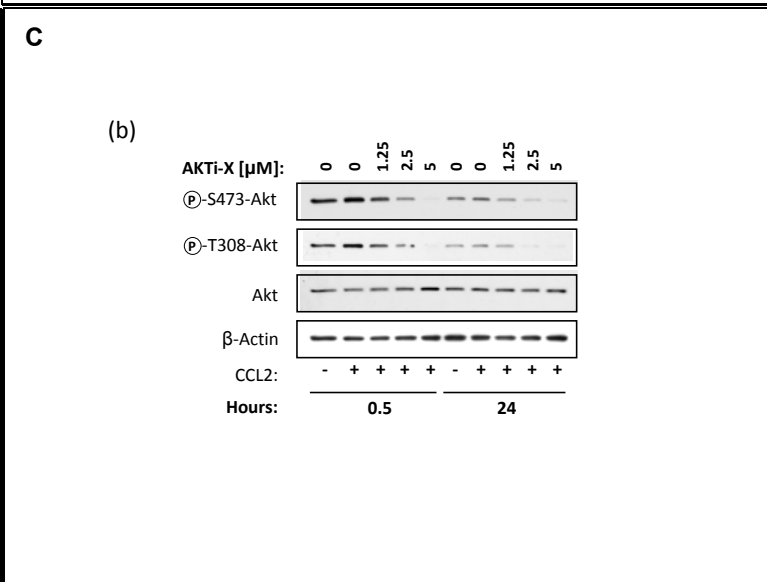 C
(b)
AKTi-X [µM]: 0 0 1.25 2.5 5 0 0 1.25 2.5 5
Ⓟ-S473-Akt
Ⓟ-T308-Akt
Akt
β-Actin
CCL2: - + + + + - + + + +
Hours: 0.5 24